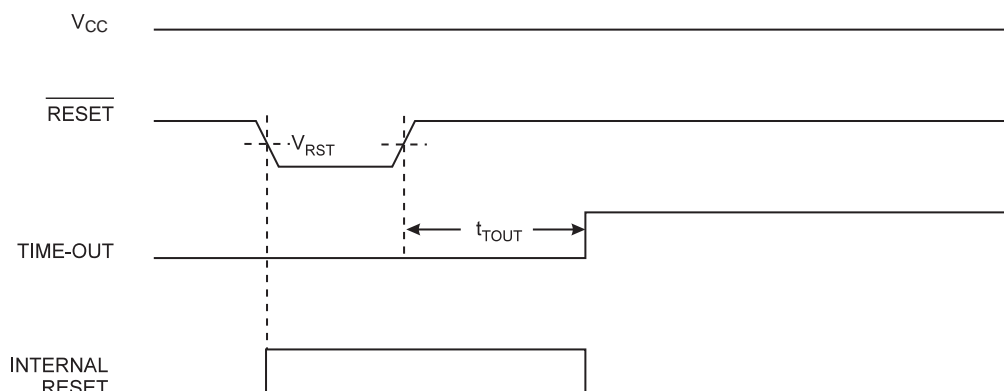 VCC
RESET
VRST
tTOUT
TIME-OUT
INTERNAL
RESET